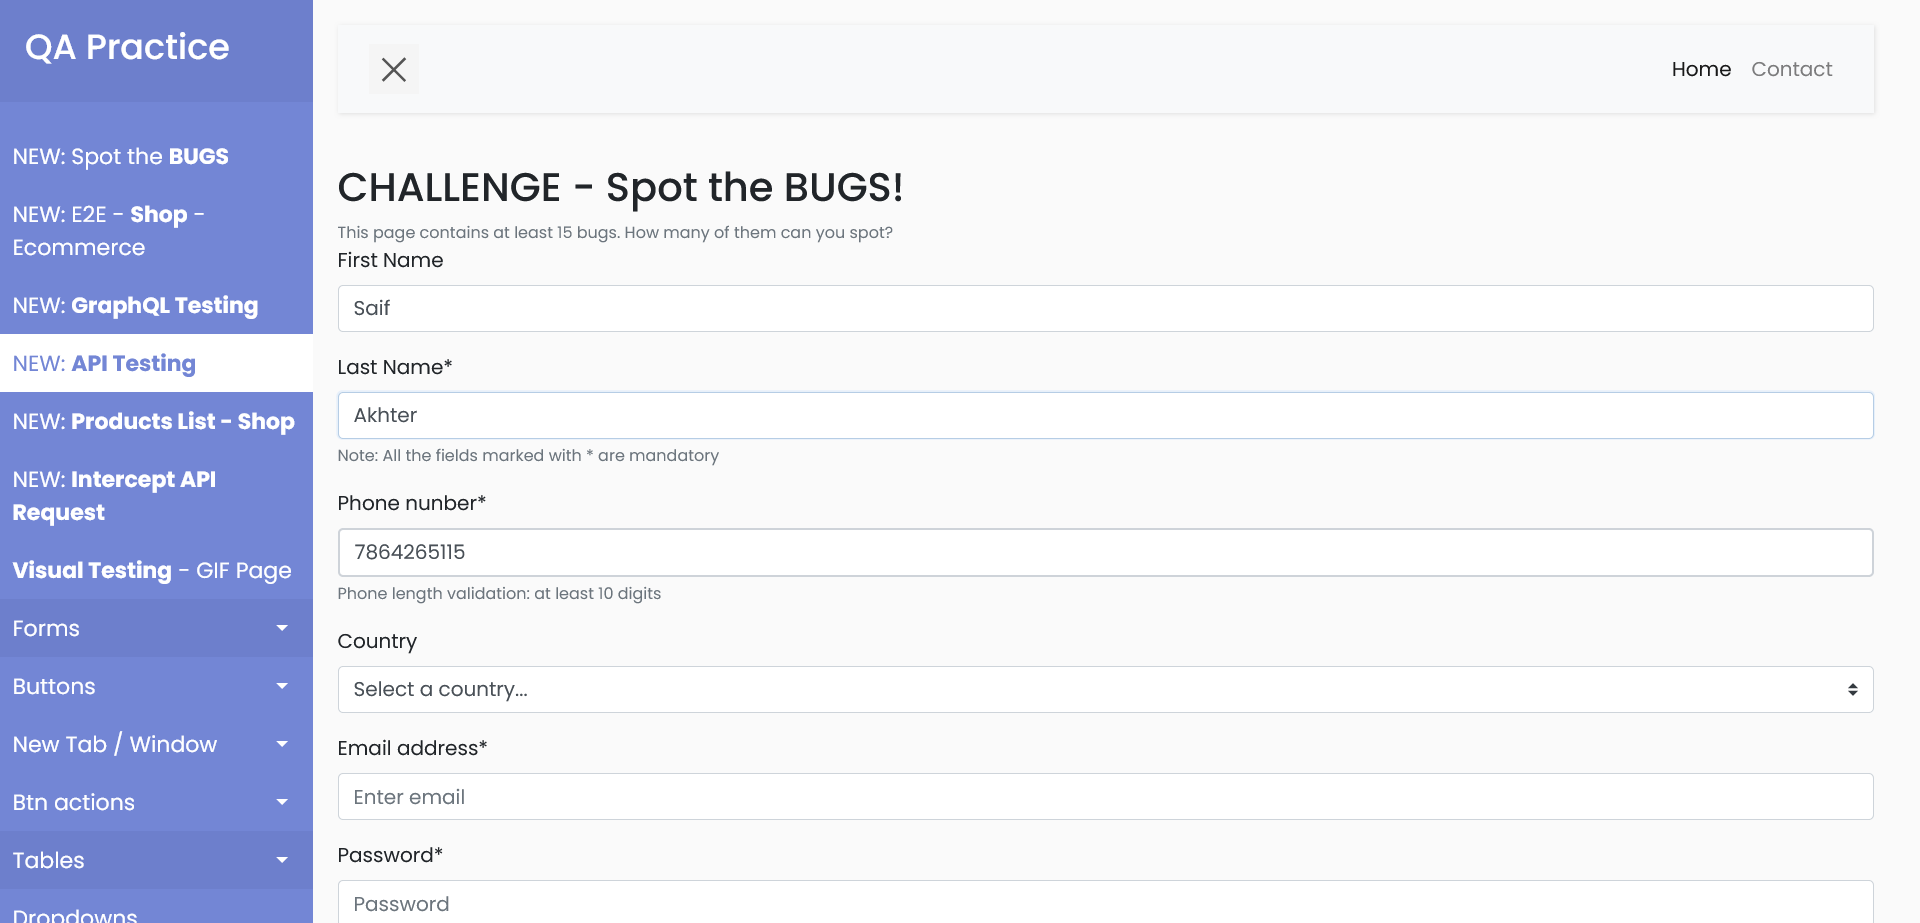 QA Practice
NEW: Spot the BUGS
NEW: E2E - Shop -
Ecommerce
NEW: GraphQL Testing
NEW: API Testing
NEW: Products List - Shop
NEW: Intercept API
Request
Visual Testing - GIF Page
Forms
Buttons
New Tab / Window
Btn actions
Tables
Dropdowns
Home Contact
CHALLENGE - Spot the BUGS!
This page contains at least 15 bugs. How many of them can you spot?
First Name
Saif
Last Name*
Akhter
Note: All the fields marked with * are mandatory
Phone nunber*
7864265115
Phone length validation: at least 10 digits
Country
Select a country...
Email address*
Enter email
Password*
Password